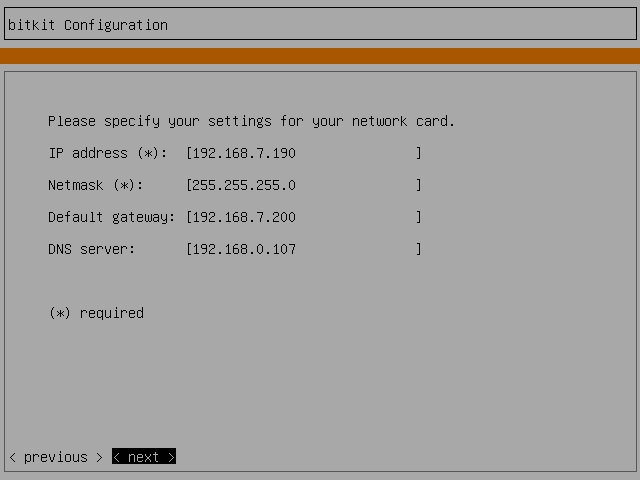 bitkit Configuration
Please specify your settings for your network card.
IP address (*): [192.168.7.190 ]
Netmask (*): [255.255.255.0 ]
Default gateway: [192.168.7.200 ]
DNS server: [192.168.0.107 ]
(*) required
< previous > < next >